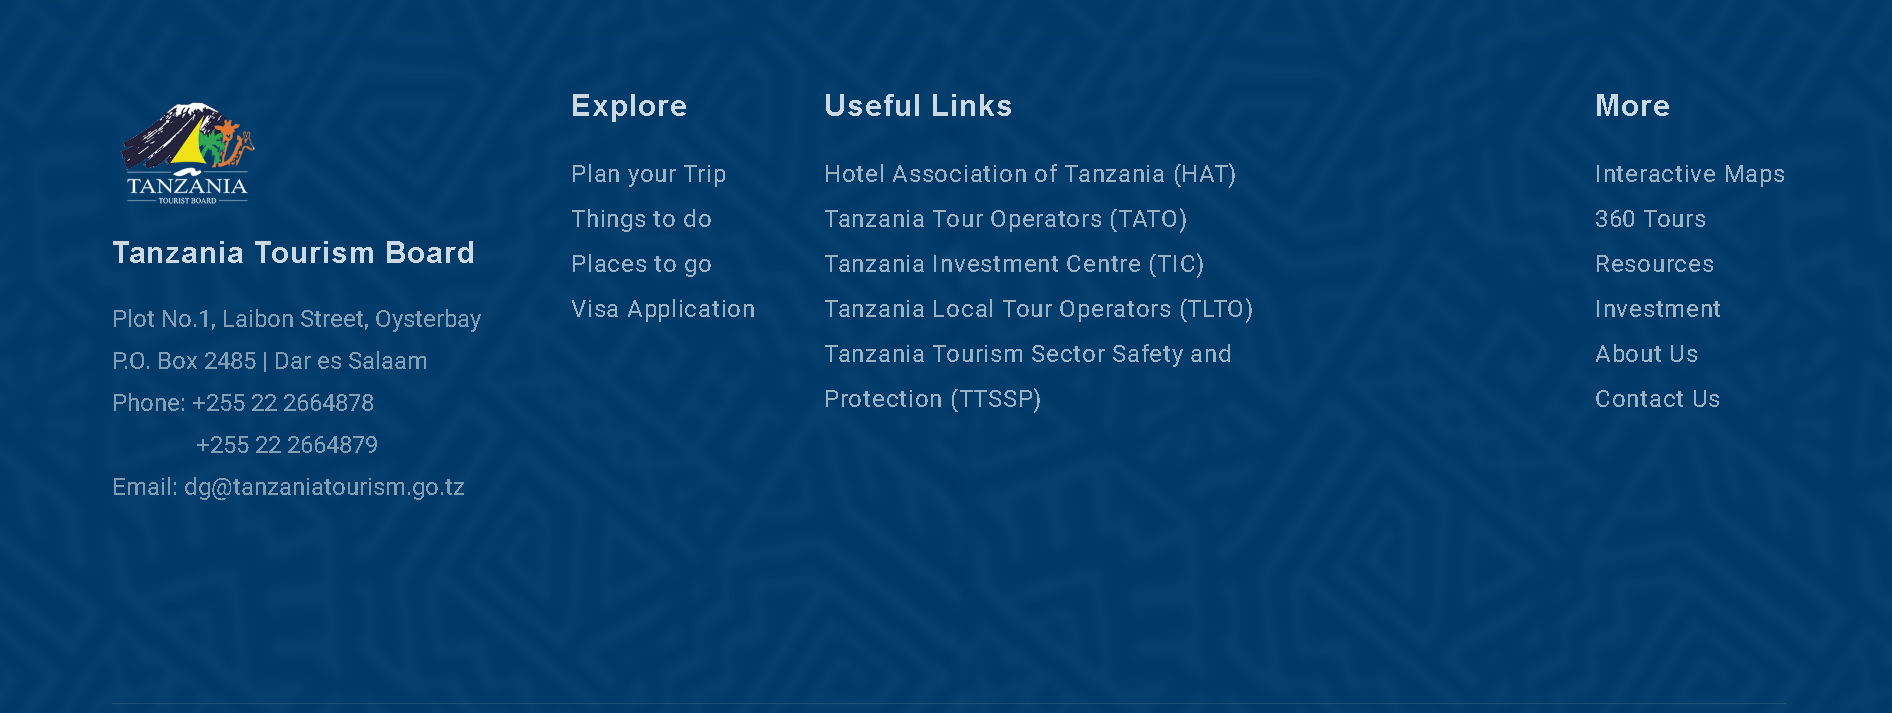 TANZANIA
TOURIST BOARD
Tanzania Tourism Board
Plot No.1, Laibon Street, Oysterbay
P.O. Box 2485 | Dar es Salaam
Phone: +255 22 2664878
+255 22 2664879
Email: dg@tanzaniatourism.go.tz
Explore
Plan your Trip
Things to do
Places to go
Visa Application
Useful Links
Hotel Association of Tanzania (HAT)
Tanzania Tour Operators (TATO)
Tanzania Investment Centre (TIC)
Tanzania Local Tour Operators (TLTO)
Tanzania Tourism Sector Safety and
Protection (TTSSP)
More
Interactive Maps
360 Tours
Resources
Investment
About Us
Contact Us